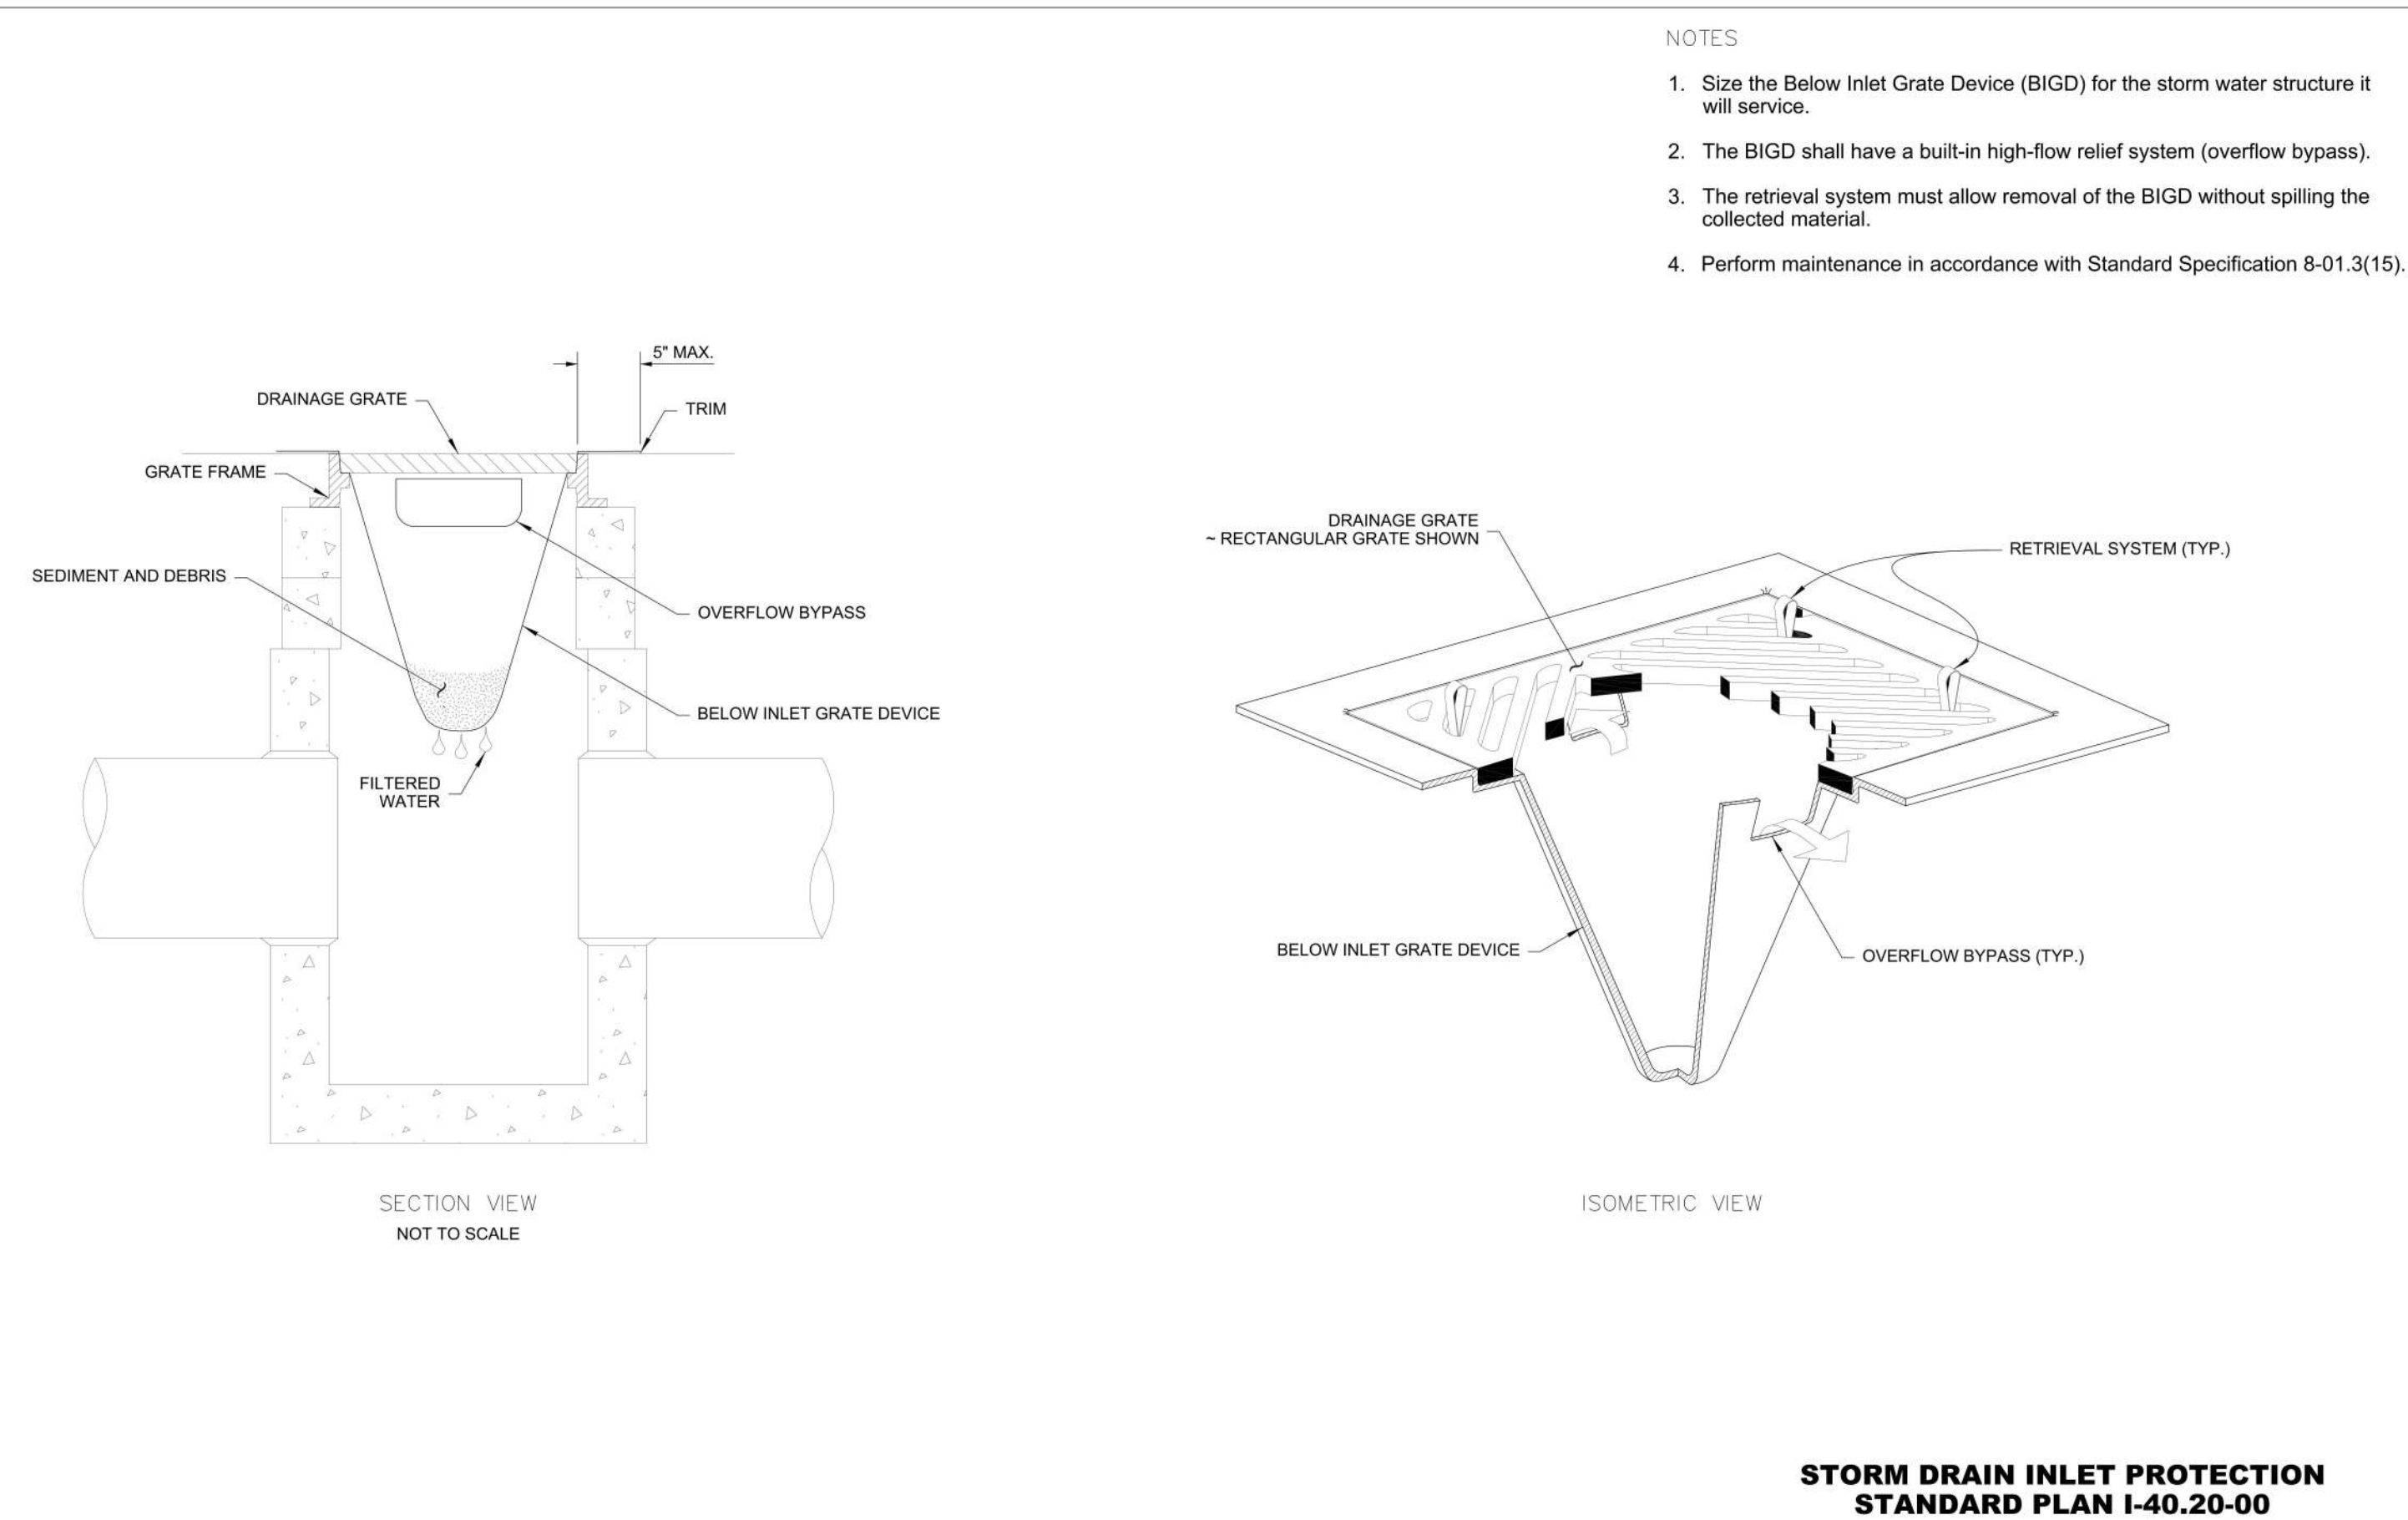 NOTES
1. Size the Below Inlet Grate Device (BIGD) for the storm water structure it
will service.
2. The BIGD shall have a built-in high-flow relief system (overflow bypass).
3. The retrieval system must allow removal of the BIGD without spilling the
collected material.
4. Perform maintenance in accordance with Standard Specification 8-01.3(15).
5" MAX.
DRAINAGE GRATE
TRIM
GRATE FRAME
SEDIMENT AND DEBRIS
OVERFLOW BYPASS
BELOW INLET GRATE DEVICE
FILTERED
WATER
SECTION VIEW
NOT TO SCALE
DRAINAGE GRATE
~ RECTANGULAR GRATE SHOWN
RETRIEVAL SYSTEM (TYP.)
BELOW INLET GRATE DEVICE
OVERFLOW BYPASS (TYP.)
ISOMETRIC VIEW
STORM DRAIN INLET PROTECTION
STANDARD PLAN I-40.20-00